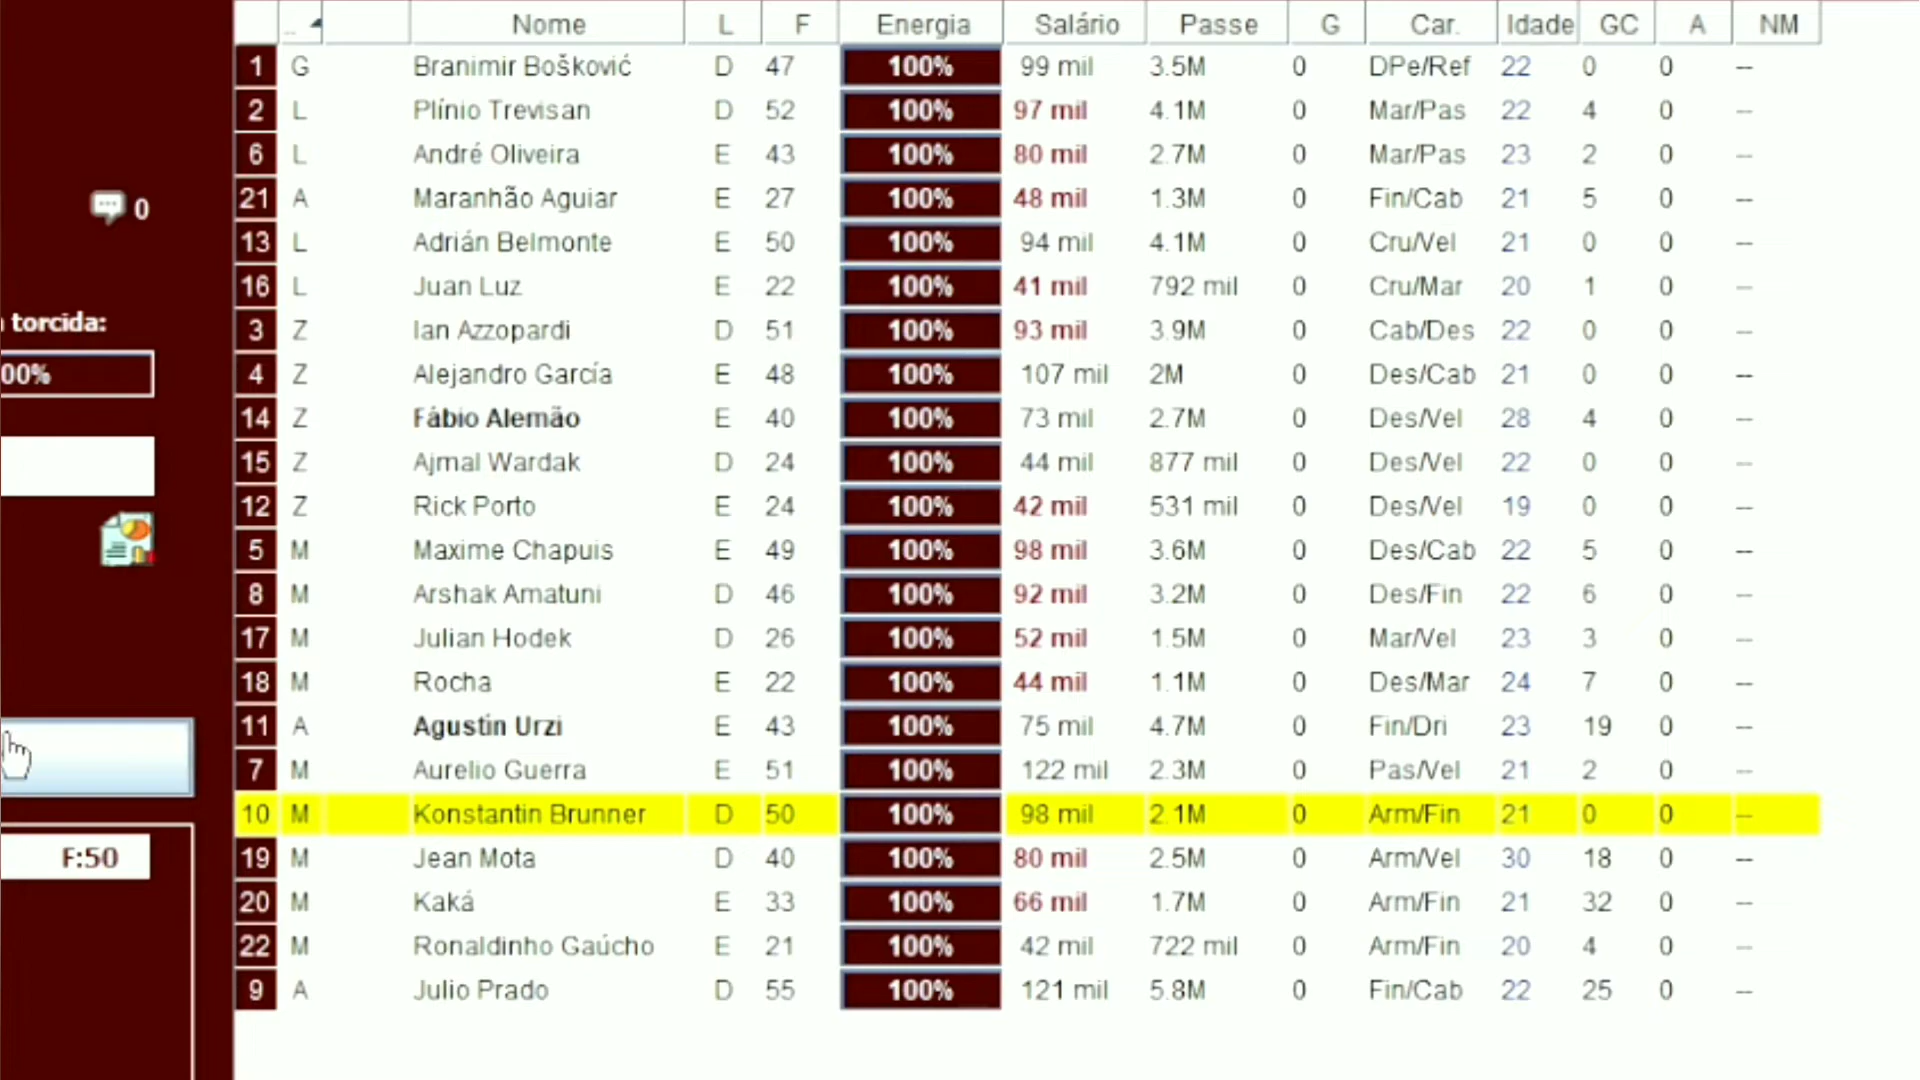 .. Nome L F Energia Salário Passe G Car. Idade GC A NM
1 G Branimir Bošković D 47 100% 99 mil 3.5M 0 DPe/Ref 22 0 0 --
2 L Plínio Trevisan D 52 100% 97 mil 4.1M 0 Mar/Pas 22 4 0 --
6 L André Oliveira E 43 100% 80 mil 2.7M 0 Mar/Pas 23 2 0 --
21 A Maranhão Aguiar E 27 100% 48 mil 1.3M 0 Fin/Cab 21 5 0 --
0
13 L Adrián Belmonte E 50 100% 94 mil 4.1M 0 Cru/Vel 21 0 0 --
16 L Juan Luz E 22 100% 41 mil 792 mil 0 Cru/Mar 20 1 0 --
torcida:
3 Z Ian Azzopardi D 51 100% 93 mil 3.9M 0 Cab/Des 22 0 0 --
00%
4 Z Alejandro García E 48 100% 107 mil 2M 0 Des/Cab 21 0 0 --
14 Z Fábio Alemão E 40 100% 73 mil 2.7M 0 Des/Vel 28 4 0 --
15 Z Ajmal Wardak D 24 100% 44 mil 877 mil 0 Des/Vel 22 0 0 --
12 Z Rick Porto E 24 100% 42 mil 531 mil 0 Des/Vel 19 0 0 --
5 M Maxime Chapuis E 49 100% 98 mil 3.6M 0 Des/Cab 22 5 0 --
8 M Arshak Amatuni D 46 100% 92 mil 3.2M 0 Des/Fin 22 6 0 --
17 M Julian Hodek D 26 100% 52 mil 1.5M 0 Mar/Vel 23 3 0 --
18 M Rocha E 22 100% 44 mil 1.1M 0 Des/Mar 24 7 0 --
11 A Agustín Urzi E 43 100% 75 mil 4.7M 0 Fin/Dri 23 19 0 --
7 M Aurelio Guerra E 51 100% 122 mil 2.3M 0 Pas/Vel 21 2 0 --
10 M Konstantin Brunner D 50 100% 98 mil 2.1M 0 Arm/Fin 21 0 0 --
F:50
19 M Jean Mota D 40 100% 80 mil 2.5M 0 Arm/Vel 30 18 0 --
20 M Kaká E 33 100% 66 mil 1.7M 0 Arm/Fin 21 32 0 --
22 M Ronaldinho Gaúcho E 21 100% 42 mil 722 mil 0 Arm/Fin 20 4 0 --
9 A Julio Prado D 55 100% 121 mil 5.8M 0 Fin/Cab 22 25 0 --